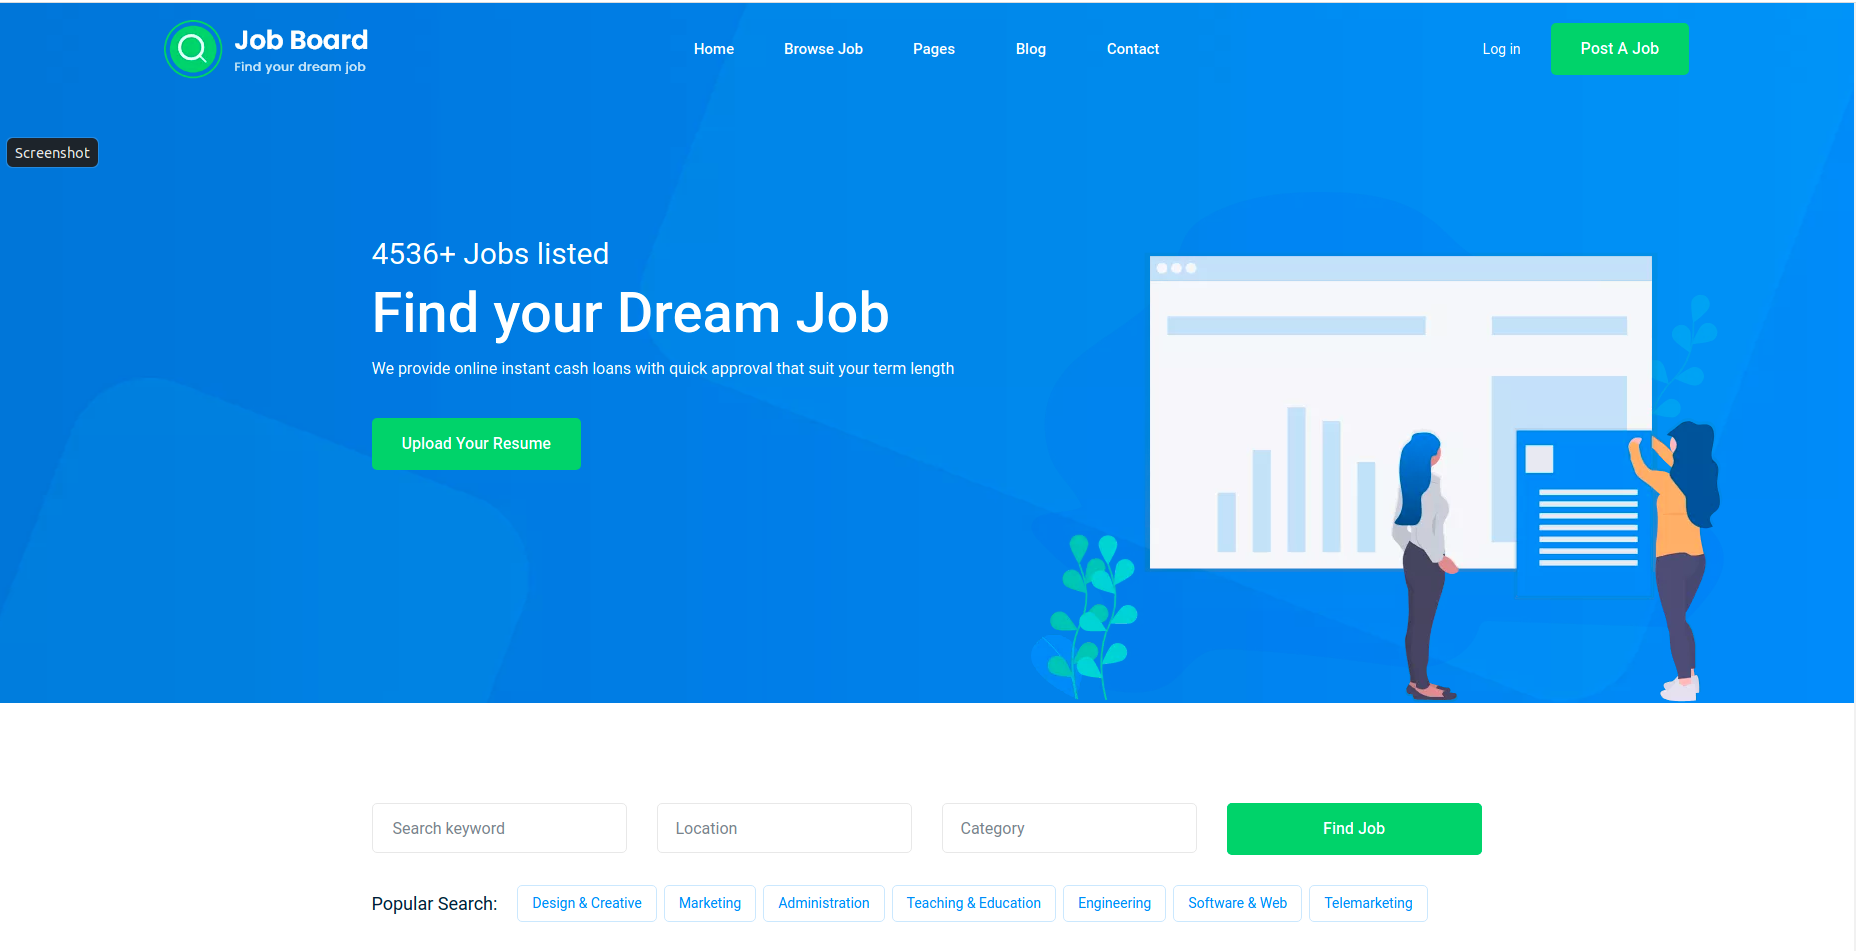 Job Board
Find your dream job
Home Browse Job Pages Blog Contact
Log in
Post A Job
Screenshot
4536+ Jobs listed
Find your Dream Job
We provide online instant cash loans with quick approval that suit your term length
Upload Your Resume
Search keyword
Location
Category
Find Job
Popular Search: Design & Creative Marketing Administration Teaching & Education Engineering Software & Web Telemarketing